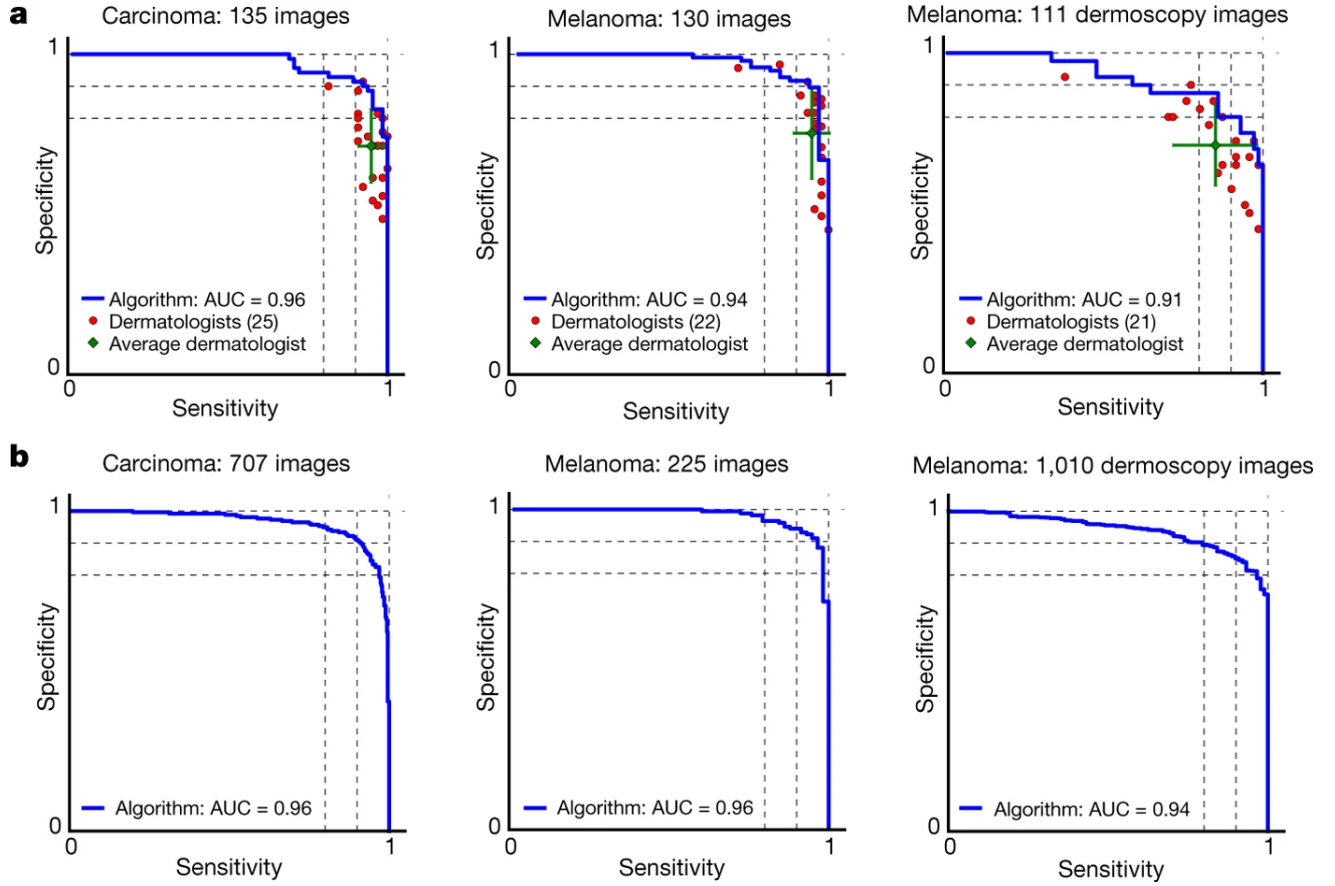 a
Carcinoma: 135 images
1
Specificity
Algorithm: AUC = 0.96
Dermatologists (25)
Average dermatologist
0
0
1
Sensitivity
Melanoma: 130 images
1
Specificity
Algorithm: AUC = 0.94
Dermatologists (22)
Average dermatologist
0
0
1
Sensitivity
Melanoma: 111 dermoscopy images
1
Specificity
Algorithm: AUC = 0.91
Dermatologists (21)
Average dermatologist
0
0
1
Sensitivity
b
Carcinoma: 707 images
1
Specificity
Algorithm: AUC = 0.96
0
0
1
Sensitivity
Melanoma: 225 images
1
Specificity
Algorithm: AUC = 0.96
0
0
1
Sensitivity
Melanoma: 1,010 dermoscopy images
1
Specificity
Algorithm: AUC = 0.94
0
0
1
Sensitivity